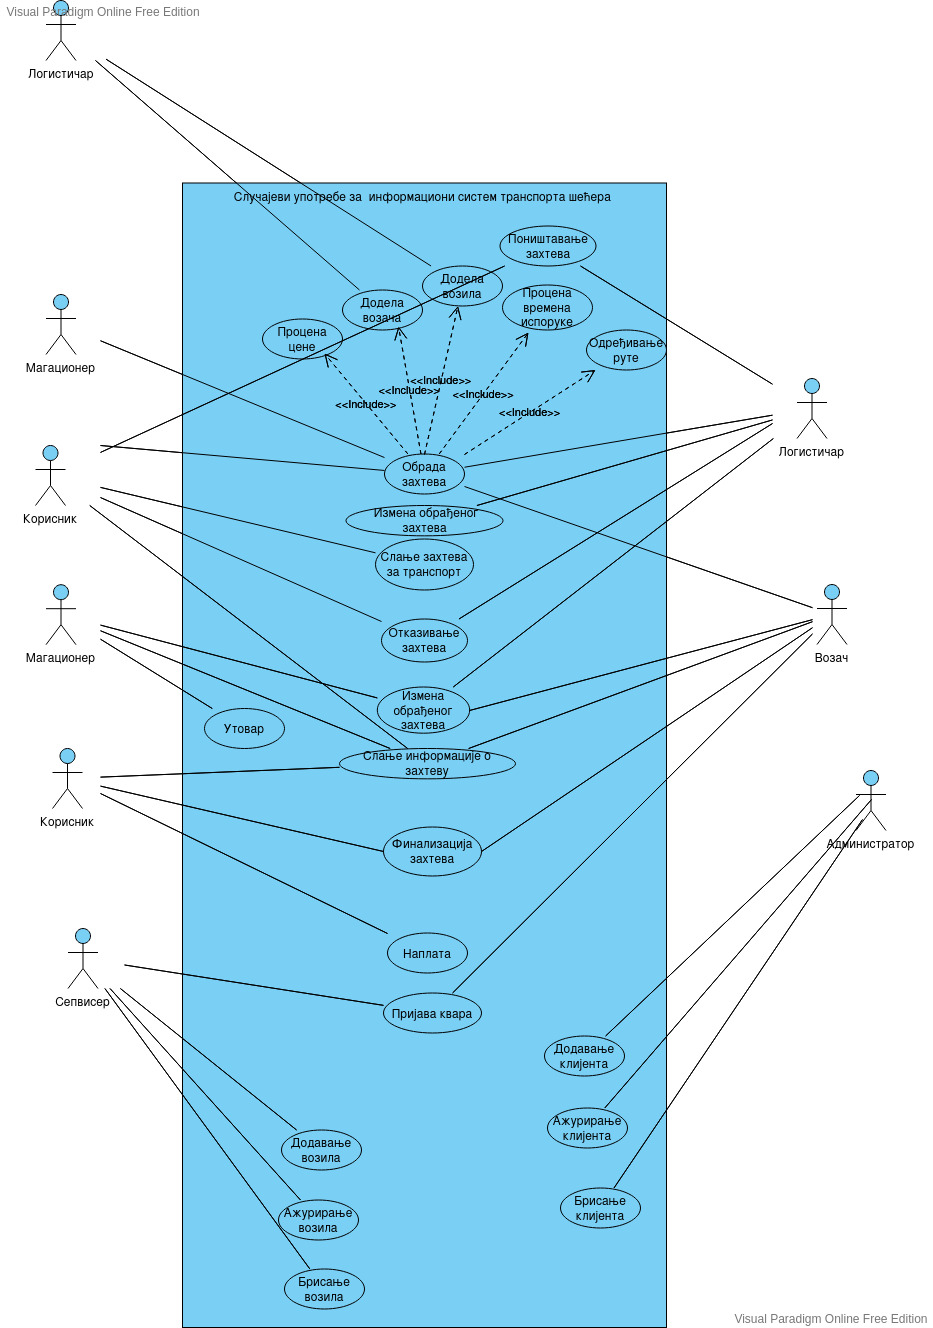 Visual Paradigm Online Free Edition
Логистичар
Случајеви употребе за информациони систем транспорта шећера
Поништавање
захтева
Додела
возила
Додела
возача
Процена
времена
испоруке
Процена
цене
Одређивање
руте
Магационер
<<Include>>
<<Include>>
<<Include>>
<<Include>>
<<Include>>
Логистичар
Корисник
Обрада
захтева
Измена обрађеног
захтева
Слање захтева
за транспорт
Магационер
Отказивање
захтева
Возач
Измена
обрађеног
захтева
Утовар
Слање информације о
захтеву
Корисник
Финализација
захтева
Администратор
Наплата
Сепвисер
Пријава квара
Додавање
клијента
Ажурирање
клијента
Додавање
возила
Брисање
клијента
Ажурирање
возила
Брисање
возила
Visual Paradigm Online Free Edition